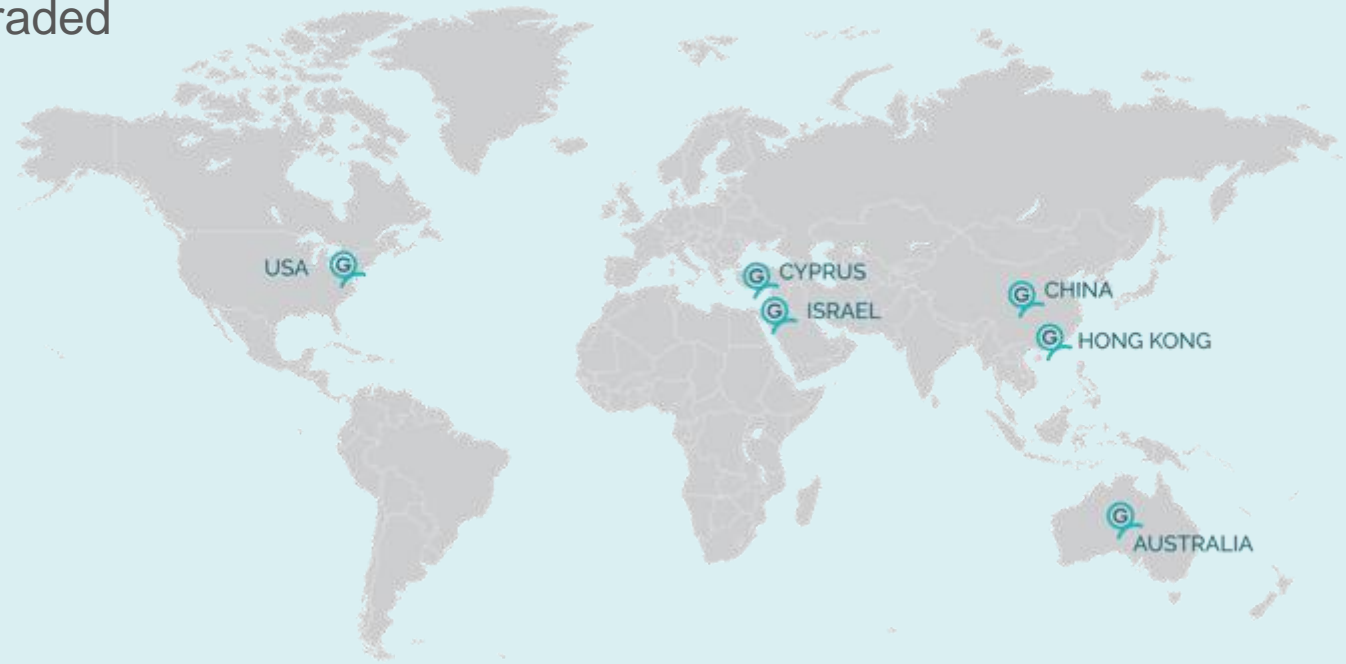 raded
USA G
G CYPRUS
G ISRAEL
G CHINA
G HONG KONG
G
AUSTRALIA